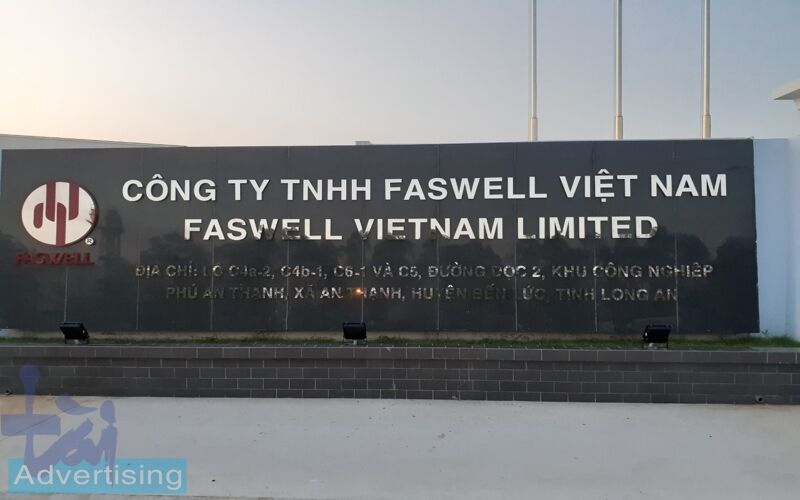 CÔNG TY TNHH FASWELL VIỆT NAM
FASWELL VIETNAM LIMITED
®
FASWELL
ĐỊA CHỈ: LÔ C4a-2, C4b-1, C6-1 VÀ C5, ĐƯỜNG DỌC 2, KHU CÔNG NGHIỆP
PHÚ AN THẠNH, XÃ AN THẠNH, HUYỆN BẾN LỨC, TỈNH LONG AN
tài
Advertising